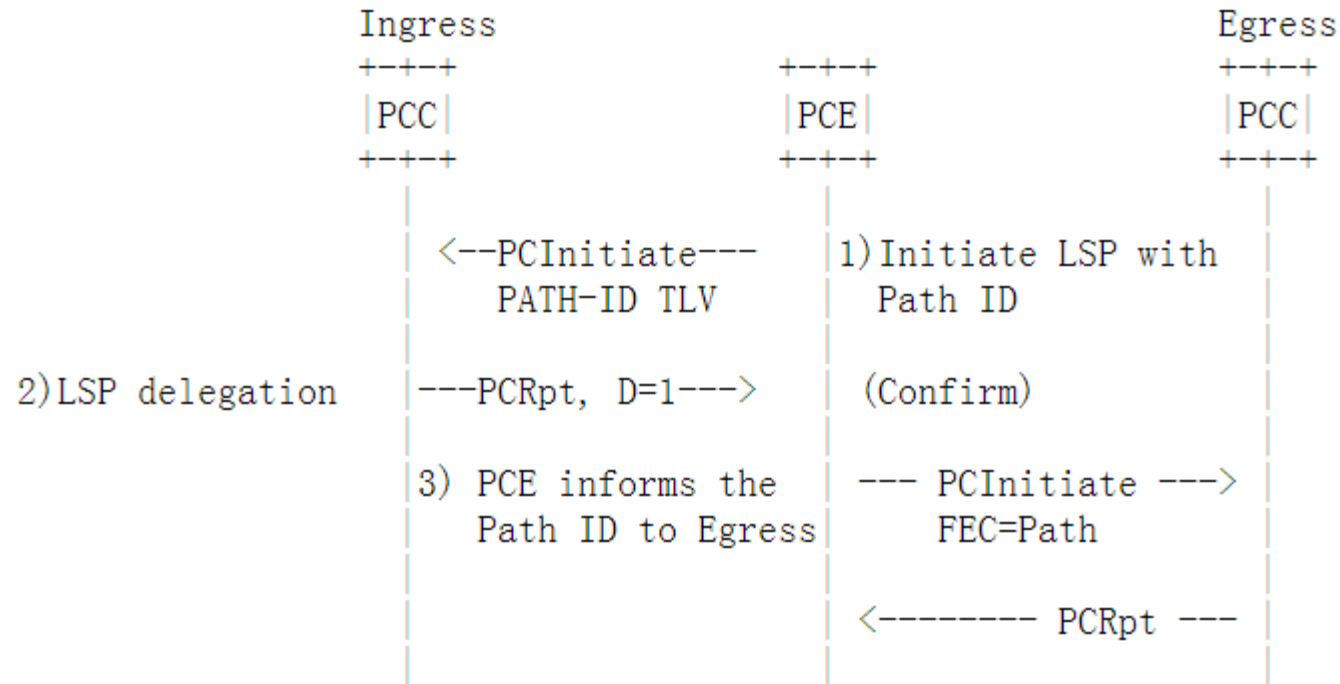 Ingress Egress
+-+-+ +-+-+ +-+-+
|PCC| |PCE| |PCC|
+-+-+ +-+-+ +-+-+
| | |
| <--PCInitiate--- |1)Initiate LSP with |
| PATH-ID TLV | Path ID |
| | |
2)LSP delegation |---PCRpt, D=1---> | (Confirm) |
| | |
|3) PCE informs the | --- PCInitiate --->|
| Path ID to Egress| FEC=Path |
| | |
| | <-------- PCRpt --- |
| | |